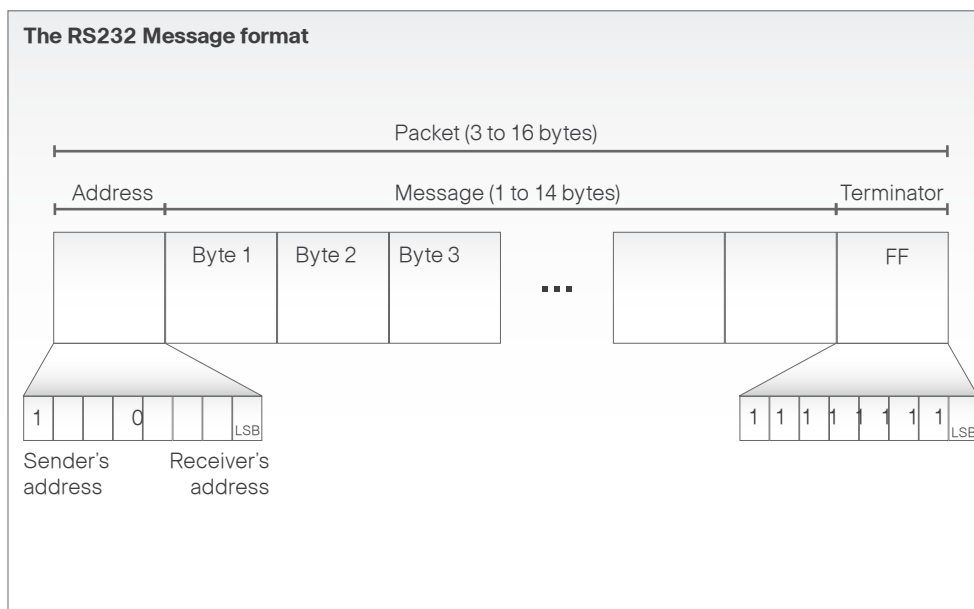 The RS232 Message format
Packet (3 to 16 bytes)
Address Message (1 to 14 bytes) Terminator
Byte 1 Byte 2 Byte 3 ... FF
1 0 LSB 1 1 1 1 1 1 1 1 LSB
Sender's Receiver's
address address